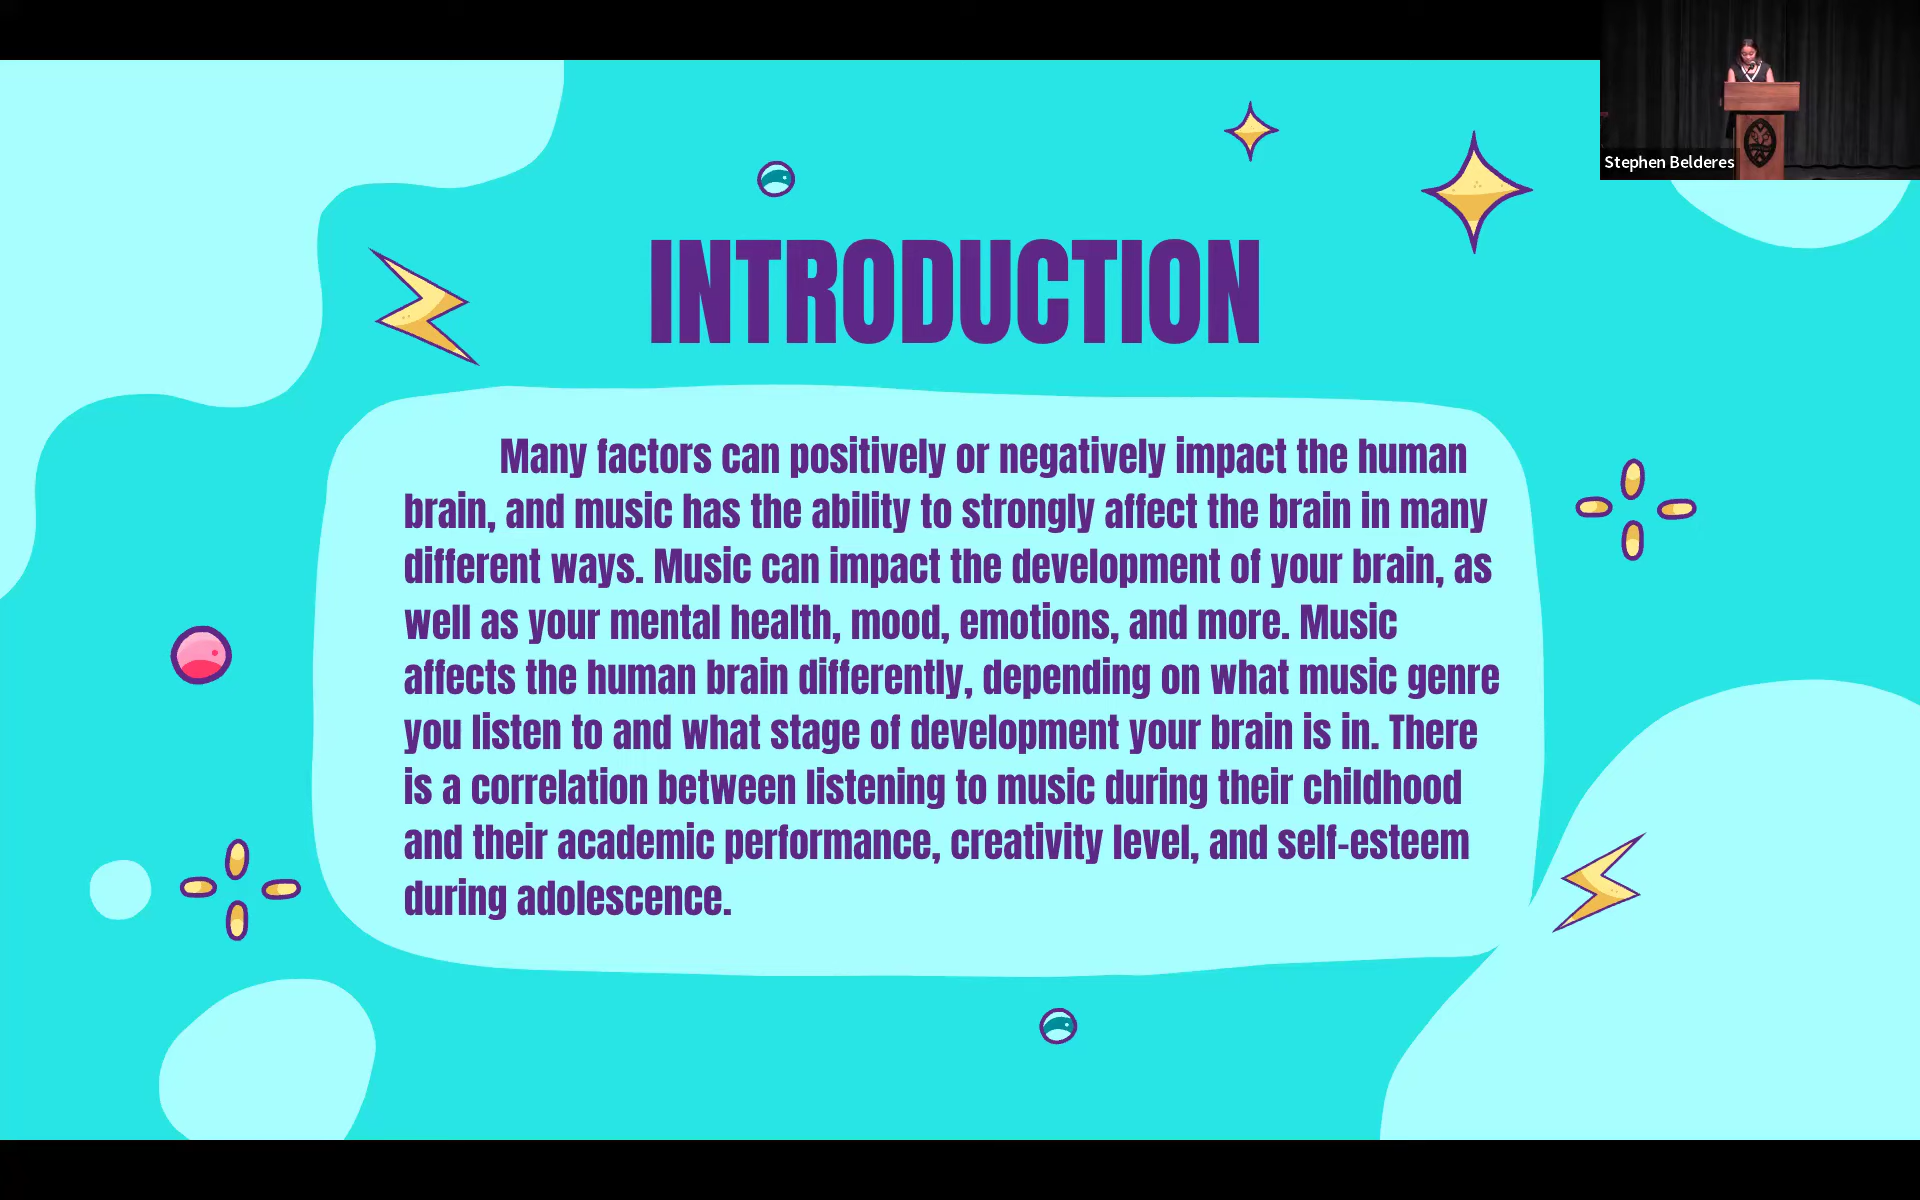 Stephen Belderes
INTRODUCTION
Many factors can positively or negatively impact the human
brain, and music has the ability to strongly affect the brain in many
different ways. Music can impact the development of your brain, as
well as your mental health, mood, emotions, and more. Music
affects the human brain differently, depending on what music genre
you listen to and what stage of development your brain is in. There
is a correlation between listening to music during their childhood
and their academic performance, creativity level, and self-esteem
during adolescence.